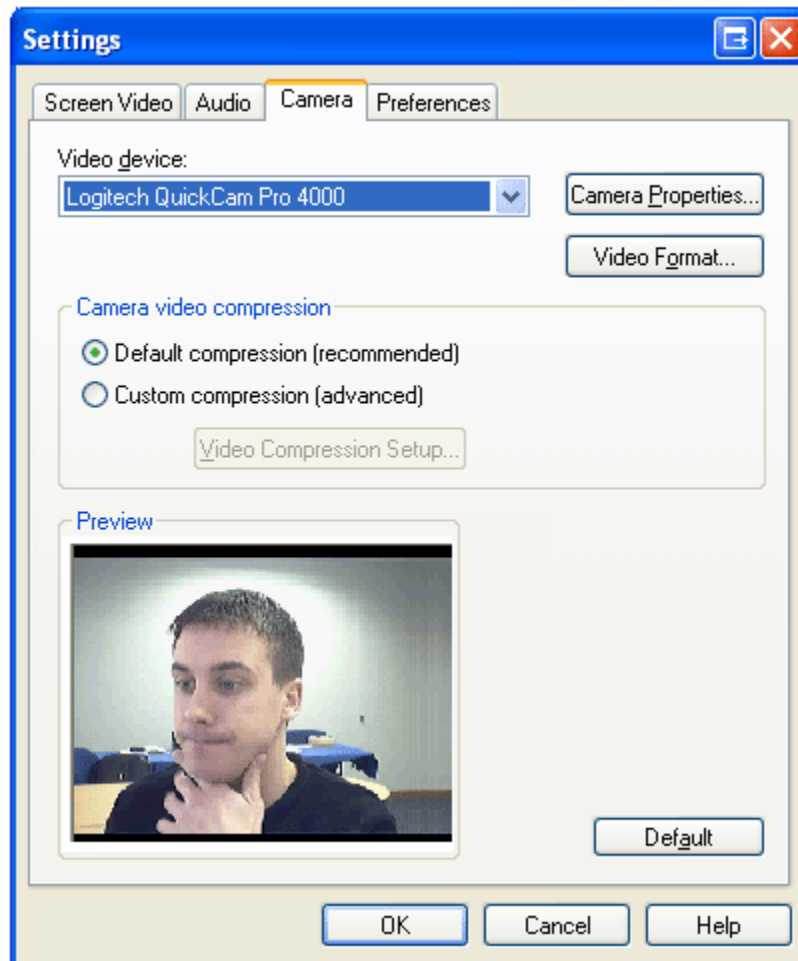 Settings
Screen Video Audio Camera Preferences
Video device:
Logitech QuickCam Pro 4000
Camera Properties...
Video Format...
Camera video compression
Default compression (recommended)
Custom compression (advanced)
Video Compression Setup...
Preview
Default
OK Cancel Help